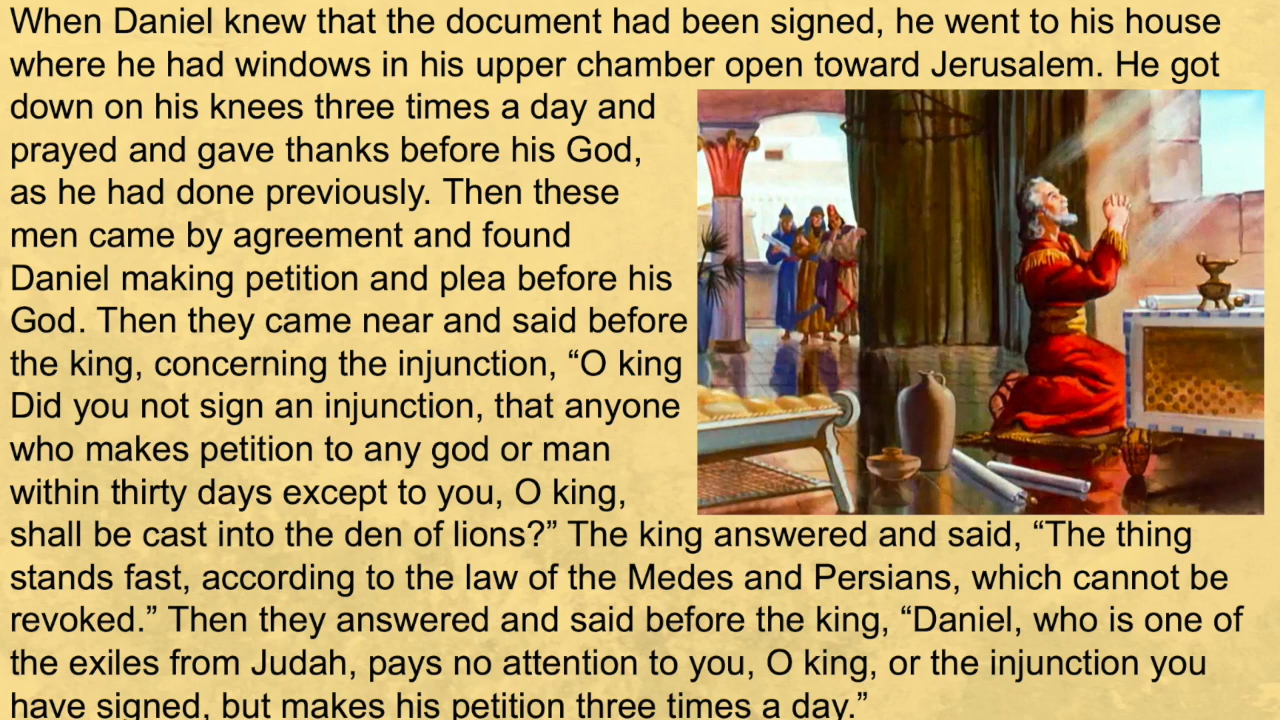 When Daniel knew that the document had been signed, he went to his house
where he had windows in his upper chamber open toward Jerusalem. He got
down on his knees three times a day and
prayed and gave thanks before his God,
as he had done previously. Then these
men came by agreement and found
Daniel making petition and plea before his
God. Then they came near and said before
the king, concerning the injunction, “O king
Did you not sign an injunction, that anyone
who makes petition to any god or man
within thirty days except to you, O king,
shall be cast into the den of lions?” The king answered and said, “The thing
stands fast, according to the law of the Medes and Persians, which cannot be
revoked.” Then they answered and said before the king, “Daniel, who is one of
the exiles from Judah, pays no attention to you, O king, or the injunction you
have signed, but makes his petition three times a day.”